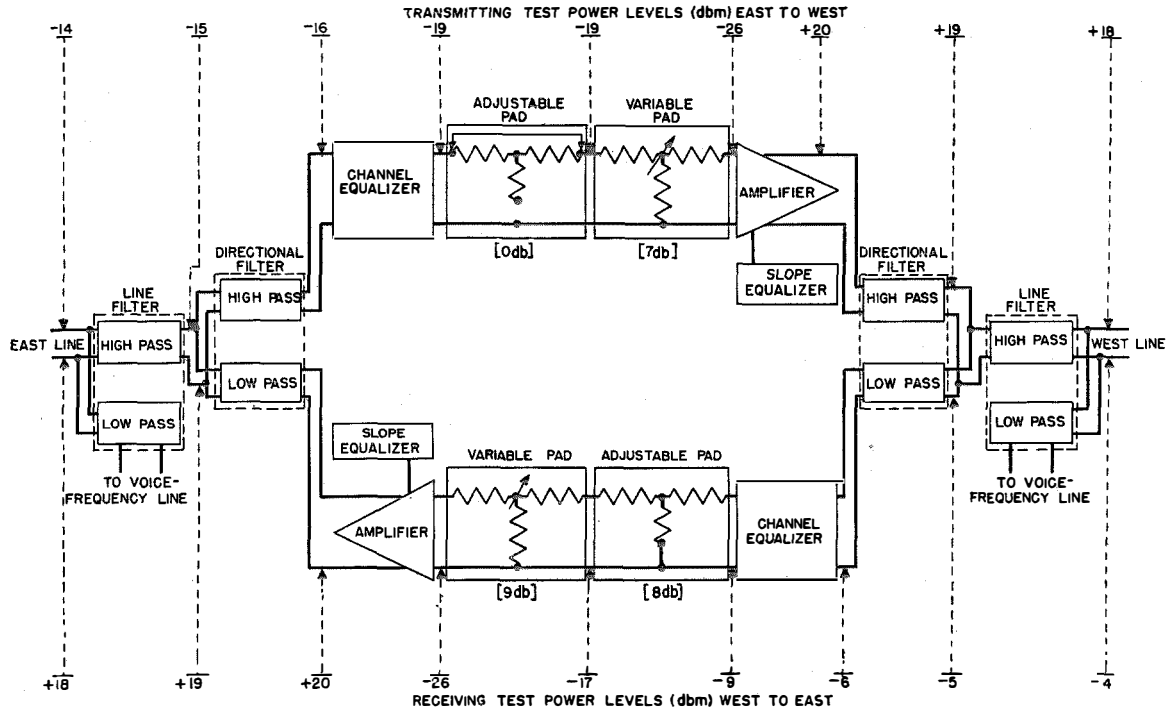 TRANSMITTING TEST POWER LEVELS (dbm) EAST TO WEST
-14
-15
-16
-19
-19
-26
+20
+19
+18
ADJUSTABLE
PAD
VARIABLE
PAD
CHANNEL
EQUALIZER
AMPLIFIER
[0db]
[7db]
SLOPE
EQUALIZER
DIRECTIONAL
FILTER
HIGH PASS
LOW PASS
LINE
FILTER
EAST LINE
HIGH PASS
LOW PASS
TO VOICE-
FREQUENCY LINE
DIRECTIONAL
FILTER
HIGH PASS
LOW PASS
LINE
FILTER
HIGH PASS
WEST LINE
LOW PASS
TO VOICE-
FREQUENCY LINE
SLOPE
EQUALIZER
VARIABLE PAD
ADJUSTABLE PAD
AMPLIFIER
CHANNEL
EQUALIZER
[9db]
[8db]
+18
+19
+20
-26
-17
-9
-6
-5
-4
RECEIVING TEST POWER LEVELS (dbm) WEST TO EAST